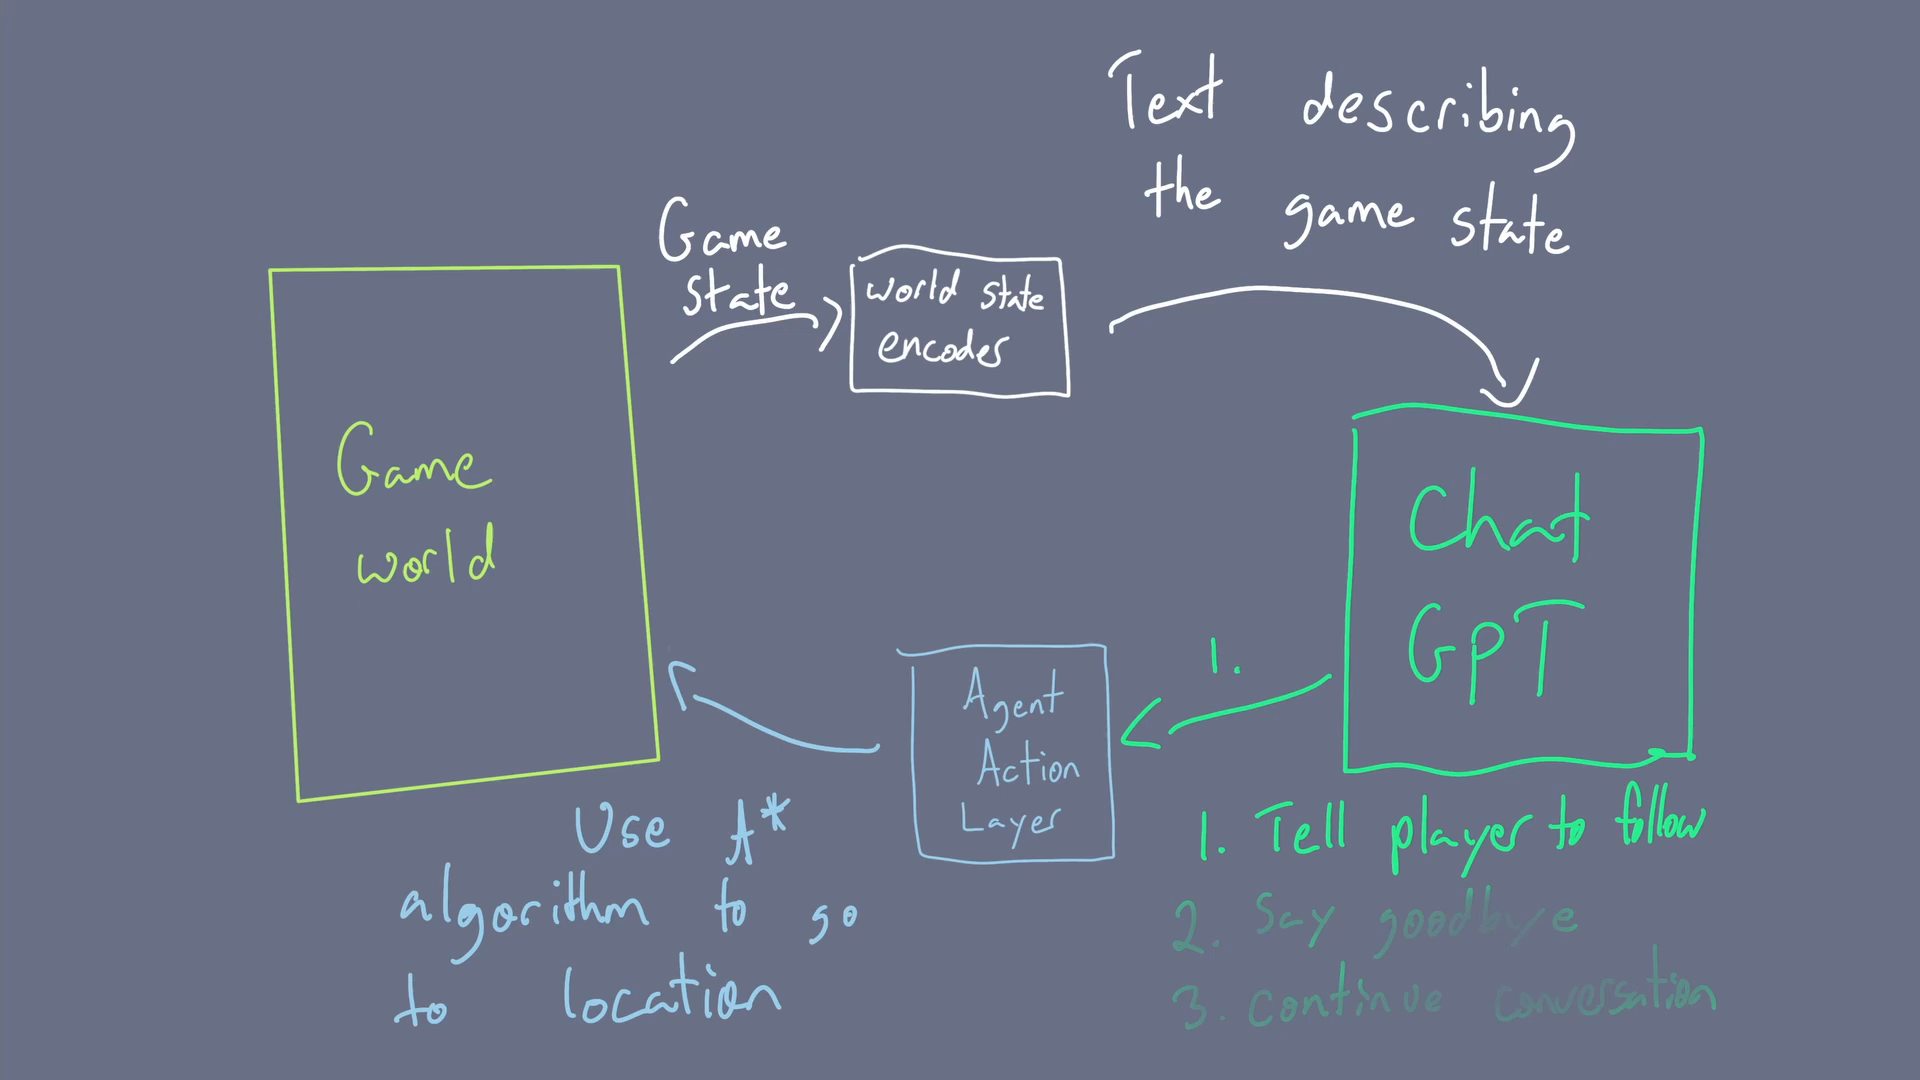 Text describing
the game state
Game
state
world state
encoders
Game
world
Chat
GPT
1.
Agent
Action
Layer
Use A*
algorithm to go
to location
1. Tell player to follow
2. Say goodbye
3. continue conversation